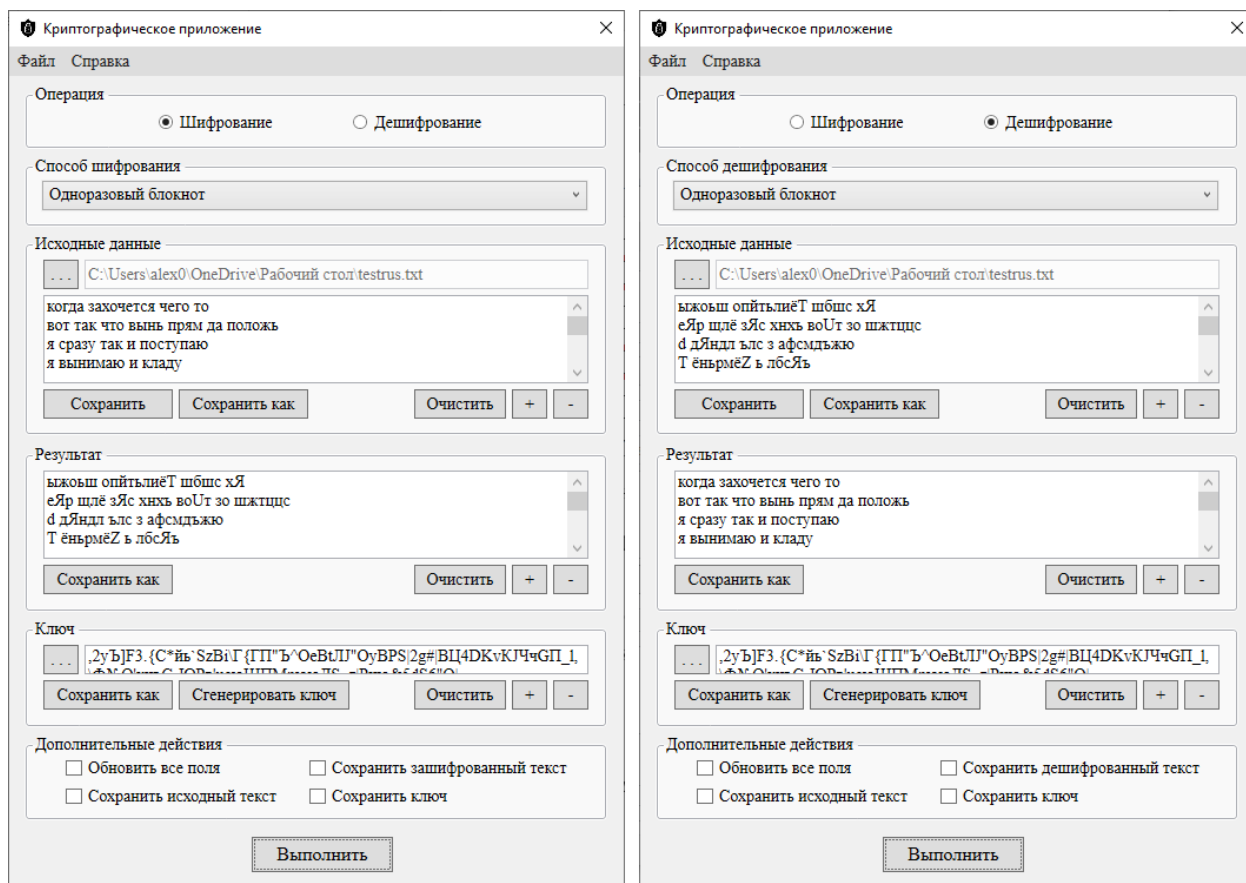 Криптографическое приложение
Файл Справка
Операция
Шифрование Дешифрование
Способ шифрования
Одноразовый блокнот
Исходные данные
... C:\Users\alex0\OneDrive\Рабочий стол\testrus.txt
когда захочется чего то
вот так что вынь прям да положь
я сразу так и поступаю
я вынимаю и кладу
Сохранить Сохранить как Очистить + -
Результат
ыжоьш опйтьлиёТ шбшс хЯ
еЯр щлё зЯс хнхь воUт зо шжтццс
d дЯндл ълс з афсмдъжю
Т ёньрмёZ ь лбсЯъ
Сохранить как Очистить + -
Ключ
... ,2уЪ]F3.{C*йь`SzBi\Г{ГП"Ъ^OeBtЛJ"OyBPS|2g#|ВЦ4DKvKJЧчGП_1,
Сохранить как Сгенерировать ключ Очистить + -
Дополнительные действия
Обновить все поля Сохранить зашифрованный текст
Сохранить исходный текст Сохранить ключ
Выполнить
Криптографическое приложение
Файл Справка
Операция
Шифрование Дешифрование
Способ дешифрования
Одноразовый блокнот
Исходные данные
... C:\Users\alex0\OneDrive\Рабочий стол\testrus.txt
ыжоьш опйтьлиёТ шбшс хЯ
еЯр щлё зЯс хнхь воUт зо шжтццс
d дЯндл ълс з афсмдъжю
Т ёньрмёZ ь лбсЯъ
Сохранить Сохранить как Очистить + -
Результат
когда захочется чего то
вот так что вынь прям да положь
я сразу так и поступаю
я вынимаю и кладу
Сохранить как Очистить + -
Ключ
... ,2уЪ]F3.{C*йь`SzBi\Г{ГП"Ъ^OeBtЛJ"OyBPS|2g#|ВЦ4DKvKJЧчGП_1,
Сохранить как Сгенерировать ключ Очистить + -
Дополнительные действия
Обновить все поля Сохранить дешифрованный текст
Сохранить исходный текст Сохранить ключ
Выполнить